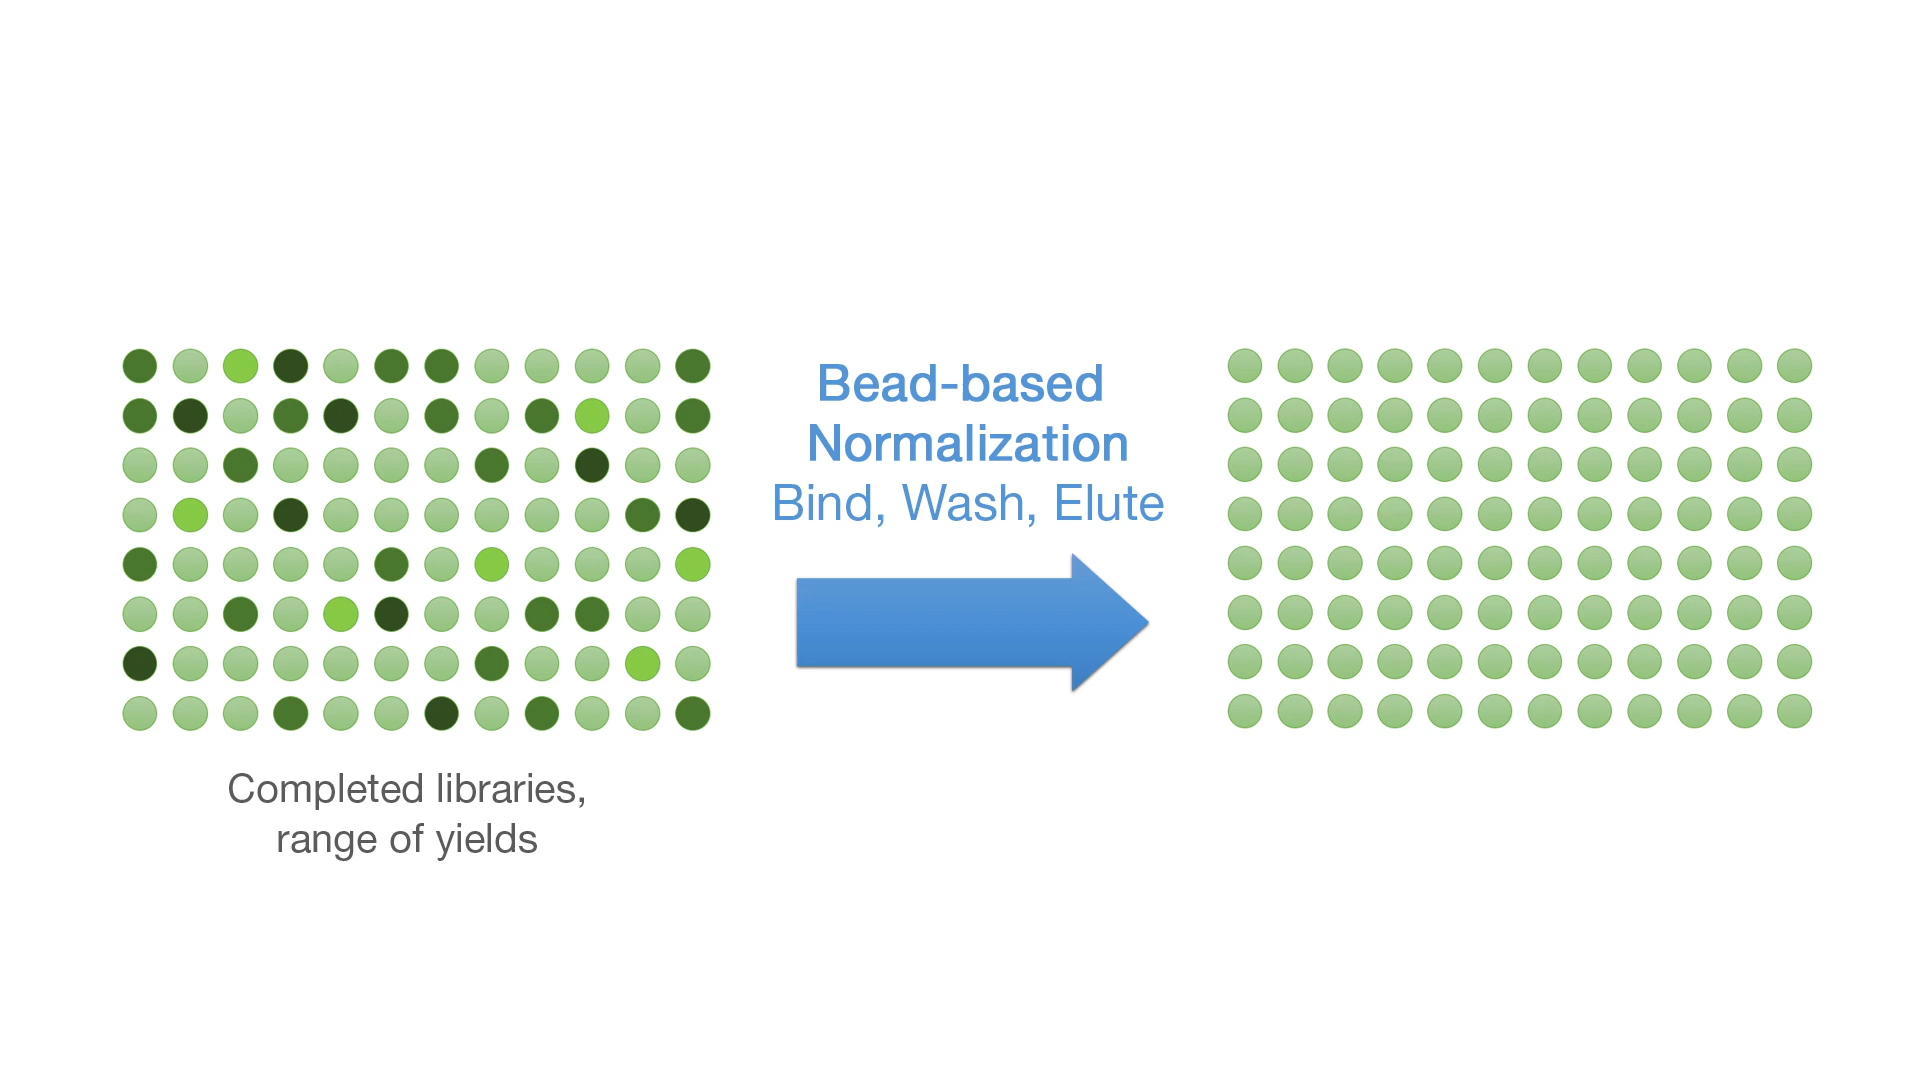 Bead-based
Normalization
Bind, Wash, Elute
Completed libraries,
range of yields